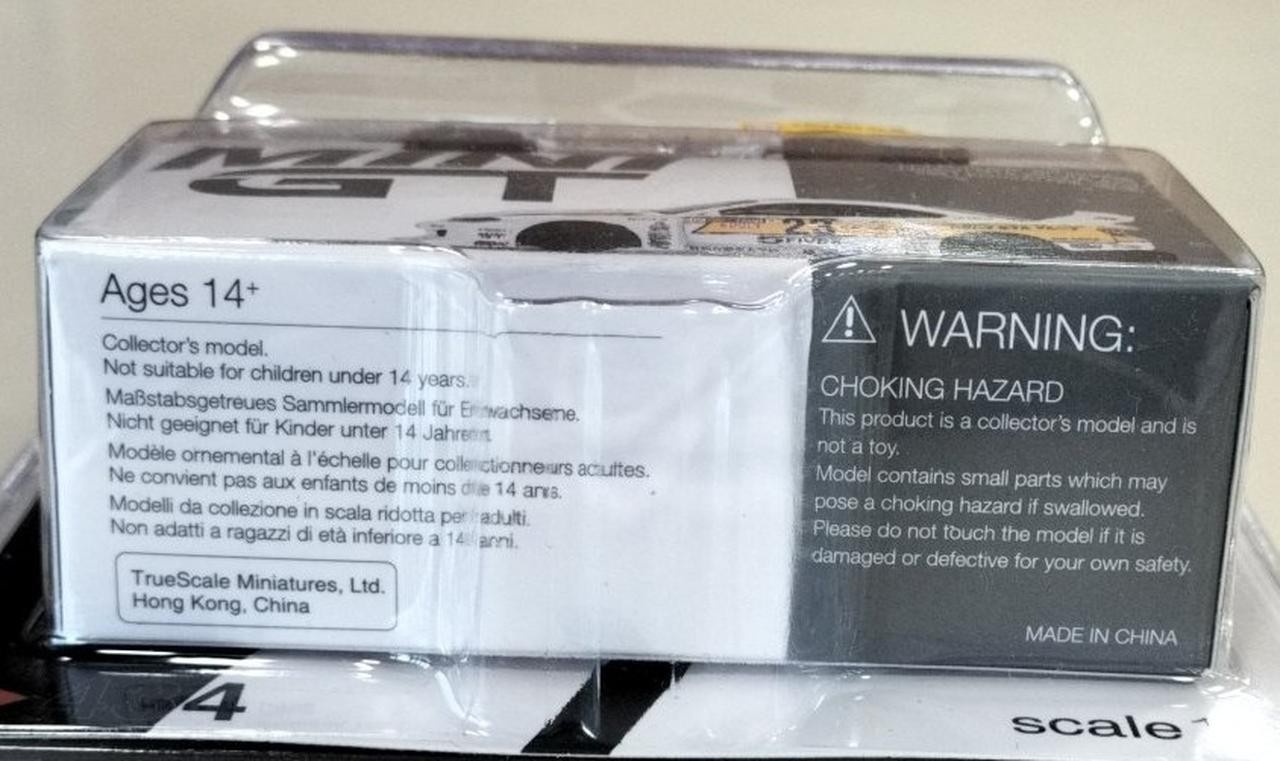 MINI
GT
23
Ages 14+
Collector's model.
Not suitable for children under 14 years.
Maßstabsgetreues Sammlermodell für Erwachsene.
Nicht geeignet für Kinder unter 14 Jahren.
Modèle ornemental à l'échelle pour collectionneurs adultes.
Ne convient pas aux enfants de moins de 14 ans.
Modelli da collezione in scala ridotta per adulti.
Non adatti a ragazzi di età inferiore a 14 anni.
TrueScale Miniatures, Ltd.
Hong Kong, China
WARNING:
CHOKING HAZARD
This product is a collector's model and is
not a toy.
Model contains small parts which may
pose a choking hazard if swallowed.
Please do not touch the model if it is
damaged or defective for your own safety.
MADE IN CHINA
4
scale